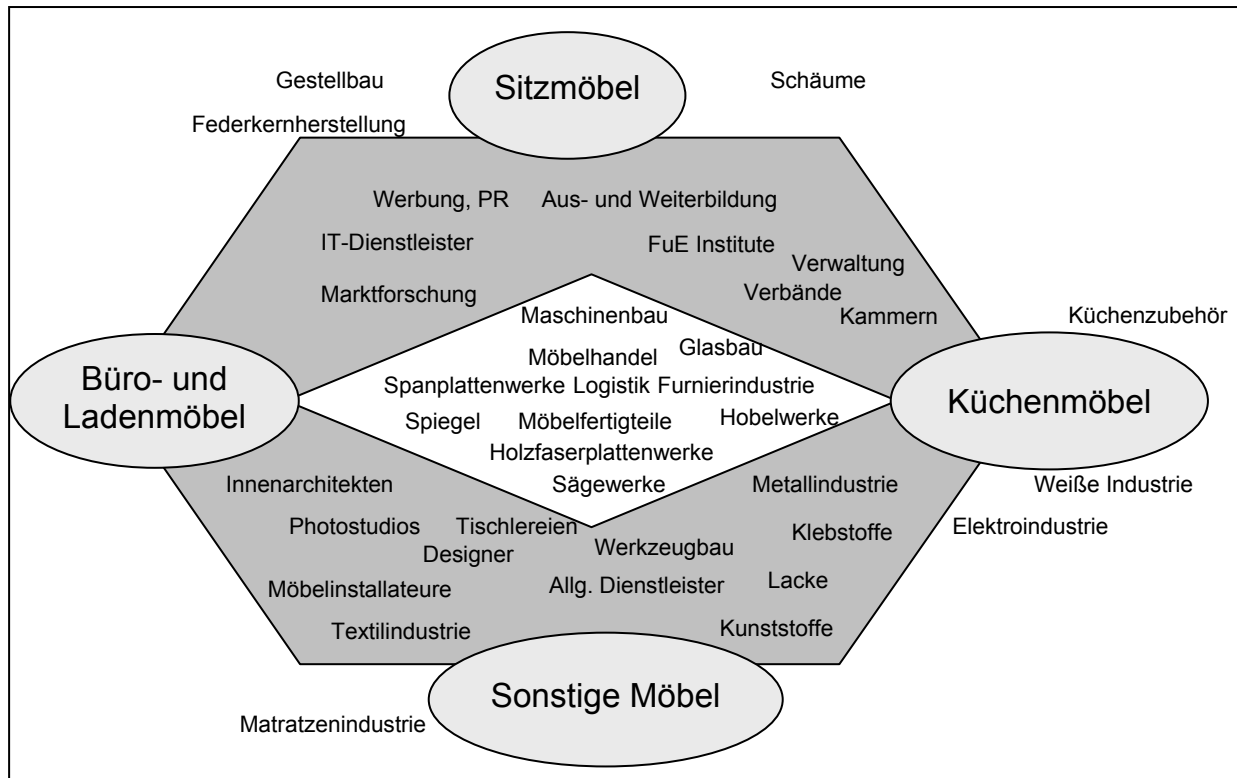 Gestellbau
Sitzmöbel
Schäume
Federkernherstellung
Werbung, PR
Aus- und Weiterbildung
IT-Dienstleister
FuE Institute
Verwaltung
Marktforschung
Verbände
Kammern
Maschinenbau
Küchenzubehör
Möbelhandel
Glasbau
Büro- und
Ladenmöbel
Spanplattenwerke Logistik Furnierindustrie
Küchenmöbel
Spiegel
Möbelfertigteile
Hobelwerke
Holzfaserplattenwerke
Innenarchitekten
Sägewerke
Metallindustrie
Weiße Industrie
Photostudios
Tischlereien
Klebstoffe
Elektroindustrie
Designer
Werkzeugbau
Möbelinstallateure
Allg. Dienstleister
Lacke
Textilindustrie
Kunststoffe
Sonstige Möbel
Matratzenindustrie